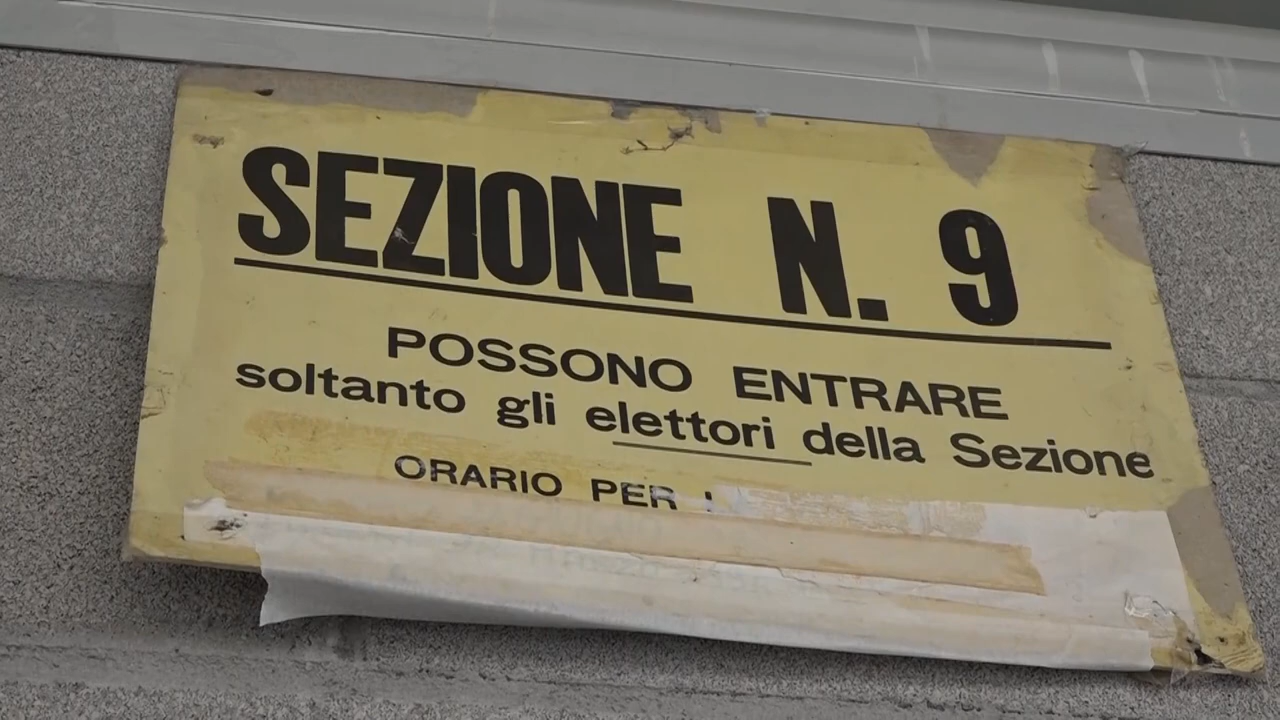 SEZIONE N. 9
POSSONO ENTRARE
soltanto gli elettori della Sezione
ORARIO PER